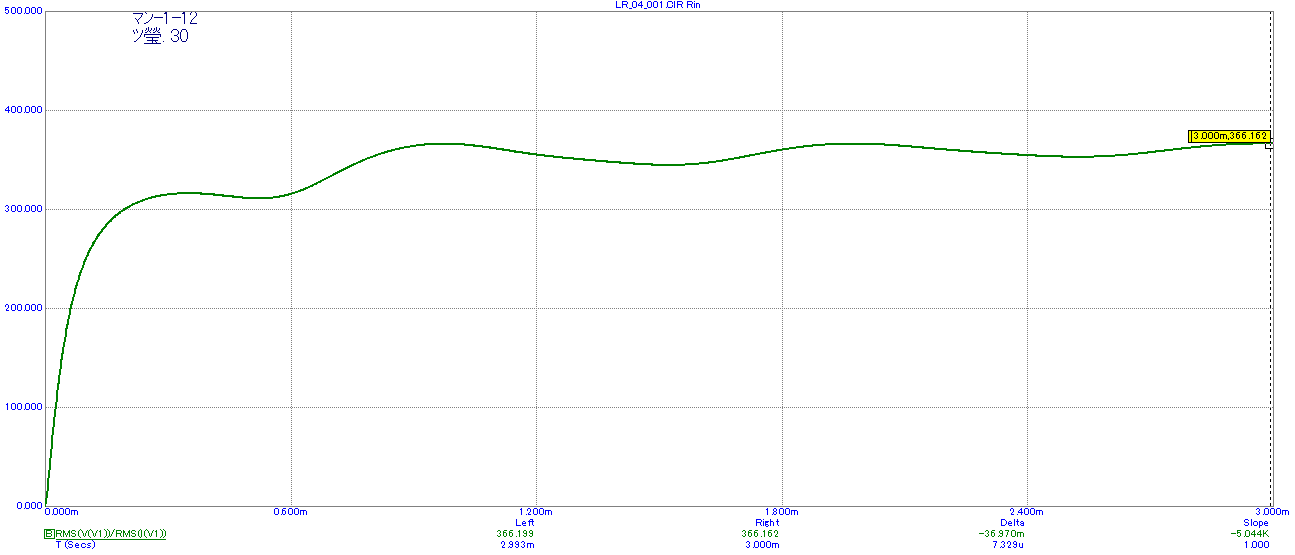 LR_04_001.CIR Rin
500.000
マン-1-12
ツ瑩. 30
400.000
3.000m,366.162
300.000
200.000
100.000
0.000
0.000m 0.600m 1.200m 1.800m 2.400m 3.000m
Left Right Delta Slope
B RMS(V(V1))/RMS(I(V1)) 366.199 366.162 -36.970m -5.044K
T (Secs) 2.993m 3.000m 7.329u 1.000